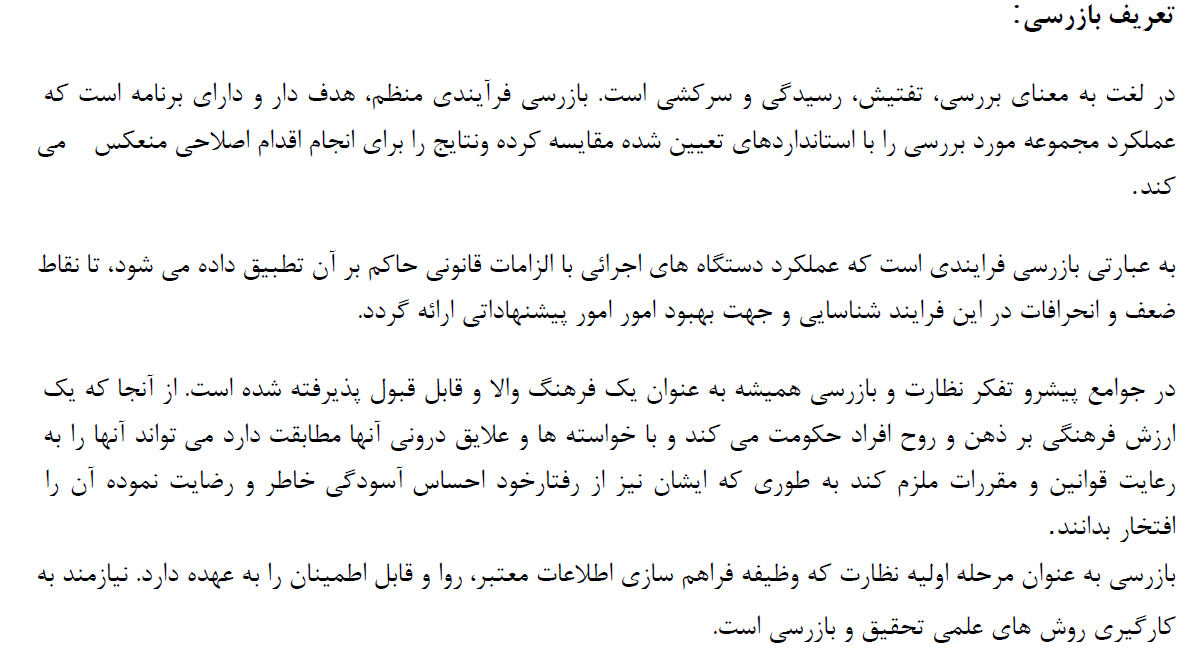 تعریف بازرسی:
در لغت به معنای بررسی، تفتیش، رسیدگی و سرکشی است. بازرسی فرآیندی منظم، هدف دار و دارای برنامه است که
عملکرد مجموعه مورد بررسی را با استانداردهای تعیین شده مقایسه کرده ونتایج را برای انجام اقدام اصلاحی منعکس می
کند.
به عبارتی بازرسی فرایندی است که عملکرد دستگاه های اجرائی با الزامات قانونی حاکم بر آن تطبیق داده می شود، تا نقاط
ضعف و انحرافات در این فرایند شناسایی و جهت بهبود امور امور پیشنهاداتی ارائه گردد.
در جوامع پیشرو تفکر نظارت و بازرسی همیشه به عنوان یک فرهنگ والا و قابل قبول پذیرفته شده است. از آنجا که یک
ارزش فرهنگی بر ذهن و روح افراد حکومت می کند و با خواسته ها و علایق درونی آنها مطابقت دارد می تواند آنها را به
رعایت قوانین و مقررات ملزم کند به طوری که ایشان نیز از رفتارخود احساس آسودگی خاطر و رضایت نموده آن را
افتخار بدانند.
بازرسی به عنوان مرحله اولیه نظارت که وظیفه فراهم سازی اطلاعات معتبر، روا و قابل اطمینان را به عهده دارد. نیازمند به
کارگیری روش های علمی تحقیق و بازرسی است.